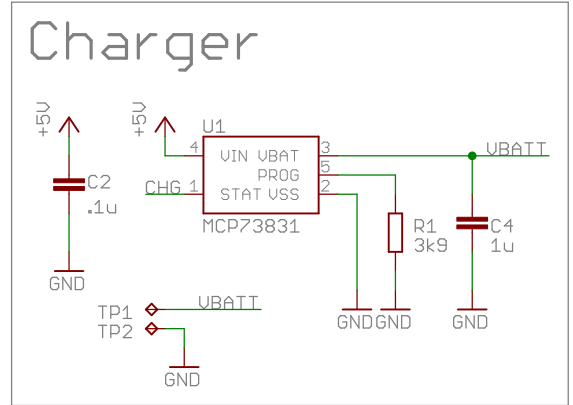 Charger
+5V
+5V
U1
4
VIN VBAT
3
PROG
5
CHG
1
STAT VSS
2
MCP73831
VBATT
C2
.1u
R1
3k9
C4
1u
GND
GND
GND
GND
TP1
VBATT
TP2
GND